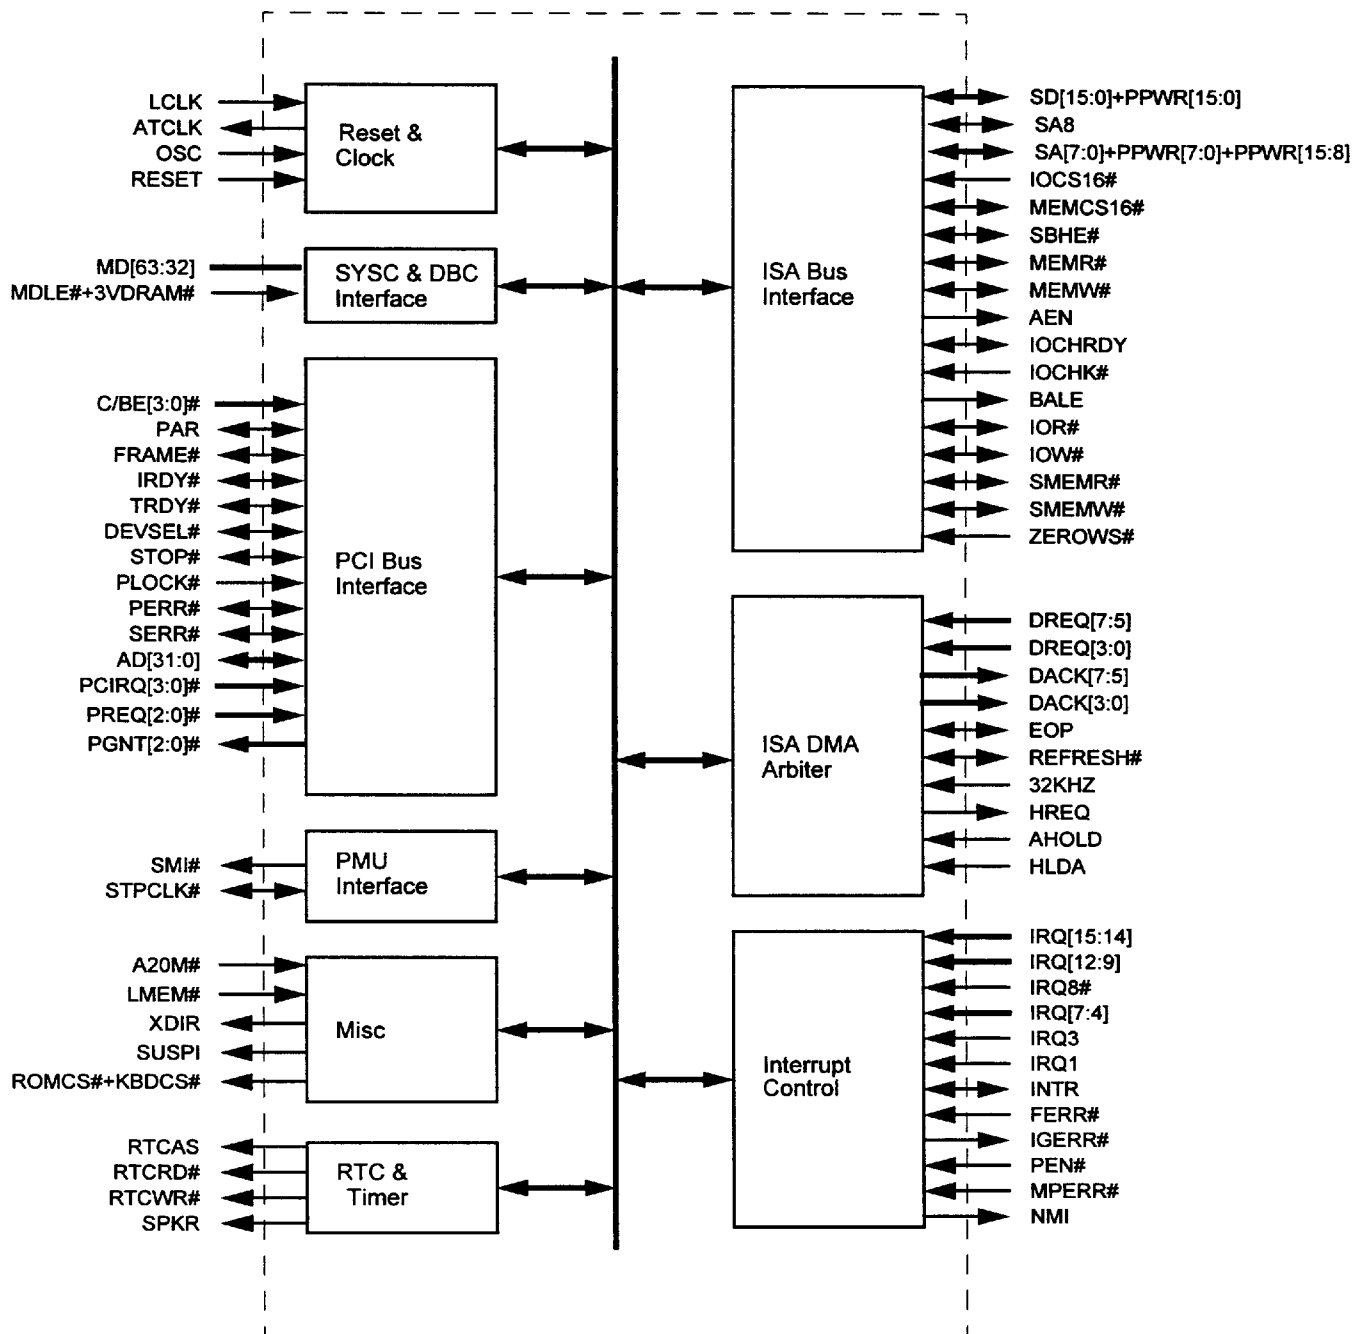 LCLK
ATCLK
OSC
RESET
Reset &
Clock
MD[63:32]
MDLE#+3VDRAM#
SYSC & DBC
Interface
C/BE[3:0]#
PAR
FRAME#
IRDY#
TRDY#
DEVSEL#
STOP#
PLOCK#
PERR#
SERR#
AD[31:0]
PCIRQ[3:0]#
PREQ[2:0]#
PGNT[2:0]#
PCI Bus
Interface
SMI#
STPCLK#
PMU
Interface
A20M#
LMEM#
XDIR
SUSPI
ROMCS#+KBDCS#
Misc
RTCAS
RTCRD#
RTCWR#
SPKR
RTC &
Timer
ISA Bus
Interface
SD[15:0]+PPWR[15:0]
SA8
SA[7:0]+PPWR[7:0]+PPWR[15:8]
IOCS16#
MEMCS16#
SBHE#
MEMR#
MEMW#
AEN
IOCHRDY
IOCHK#
BALE
IOR#
IOW#
SMEMR#
SMEMW#
ZEROWS#
ISA DMA
Arbiter
DREQ[7:5]
DREQ[3:0]
DACK[7:5]
DACK[3:0]
EOP
REFRESH#
32KHZ
HREQ
AHOLD
HLDA
Interrupt
Control
IRQ[15:14]
IRQ[12:9]
IRQ8#
IRQ[7:4]
IRQ3
IRQ1
INTR
FERR#
IGERR#
PEN#
MPERR#
NMI